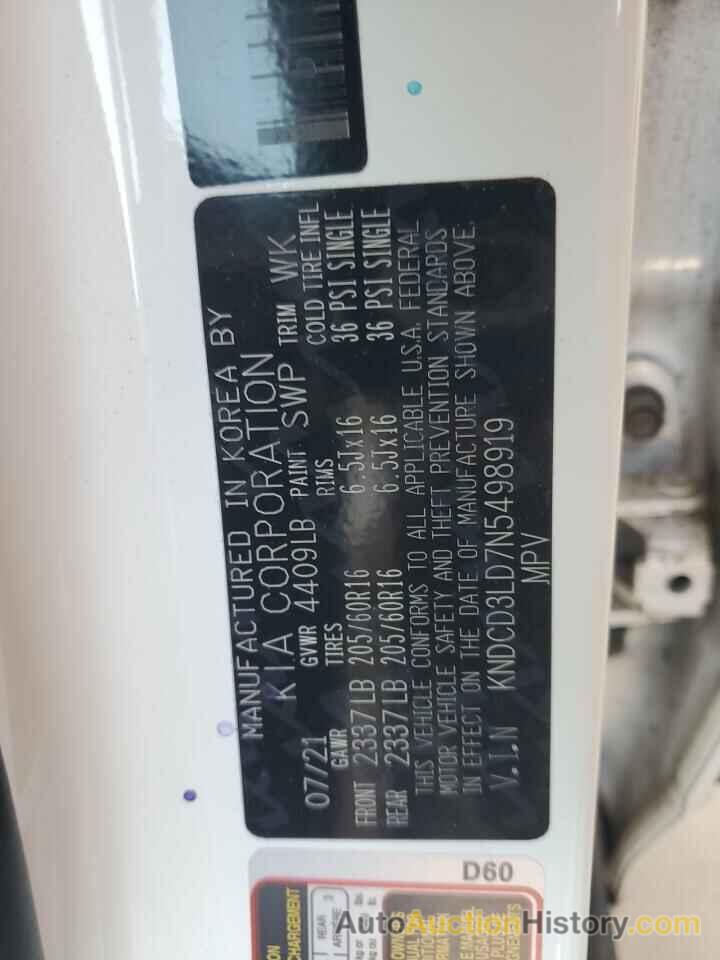 MANUFACTURED IN KOREA BY
KIA CORPORATION
07/21 GVWR 4409LB PAINT SWP TRIM WK
GAWR TIRES RIMS COLD TIRE INFL
FRONT 2337LB 205/60R16 6.5Jx16 36 PSI SINGLE
REAR 2337LB 205/60R16 6.5Jx16 36 PSI SINGLE
THIS VEHICLE CONFORMS TO ALL APPLICABLE U.S.A. FEDERAL
MOTOR VEHICLE SAFETY AND THEFT PREVENTION STANDARDS
IN EFFECT ON THE DATE OF MANUFACTURE SHOWN ABOVE.
V.I.N KNDCD3LD7N5498919
MPV
D60
CHARGEMENT
REAR
ARRIÈRE
AutoAuctionHistory.com